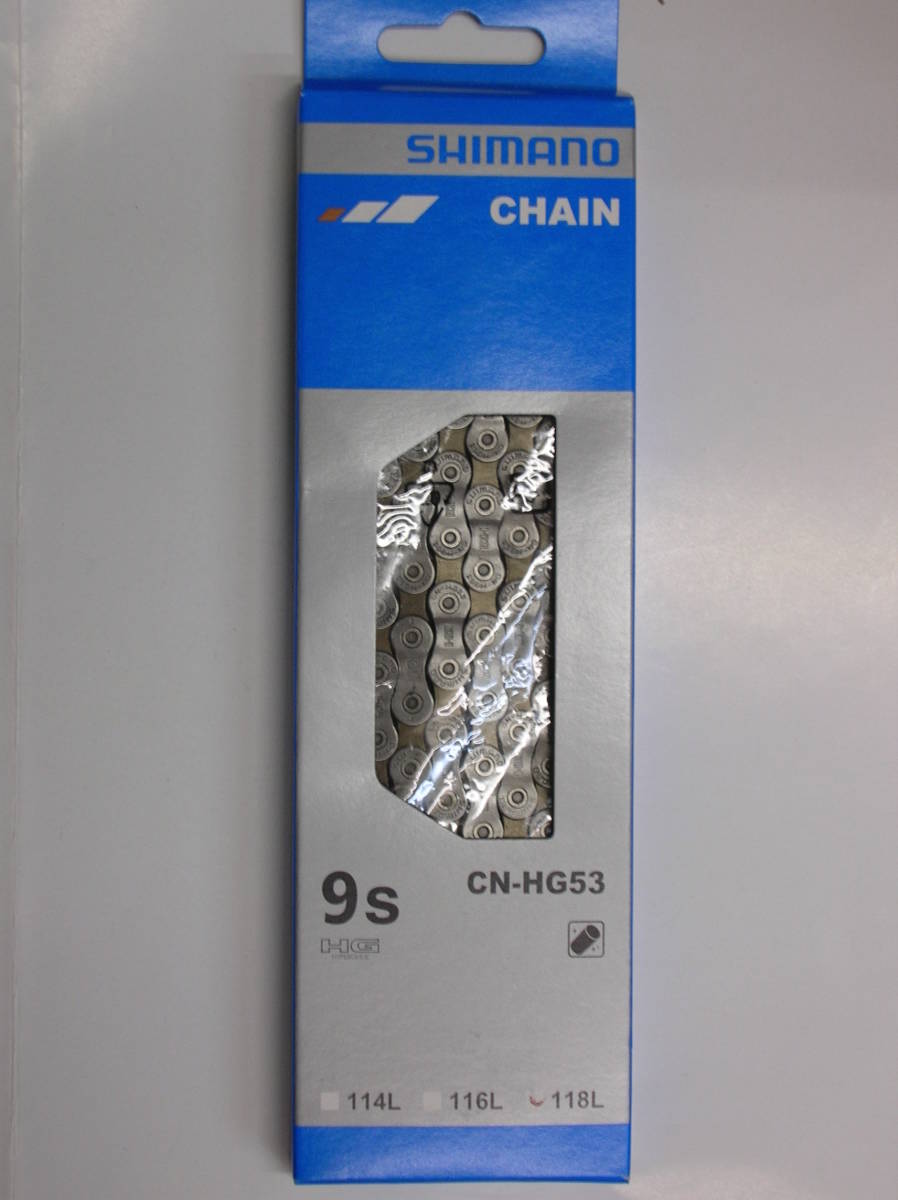 SHIMANO
CHAIN
9s
CN-HG53
HG
114L 116L 118L